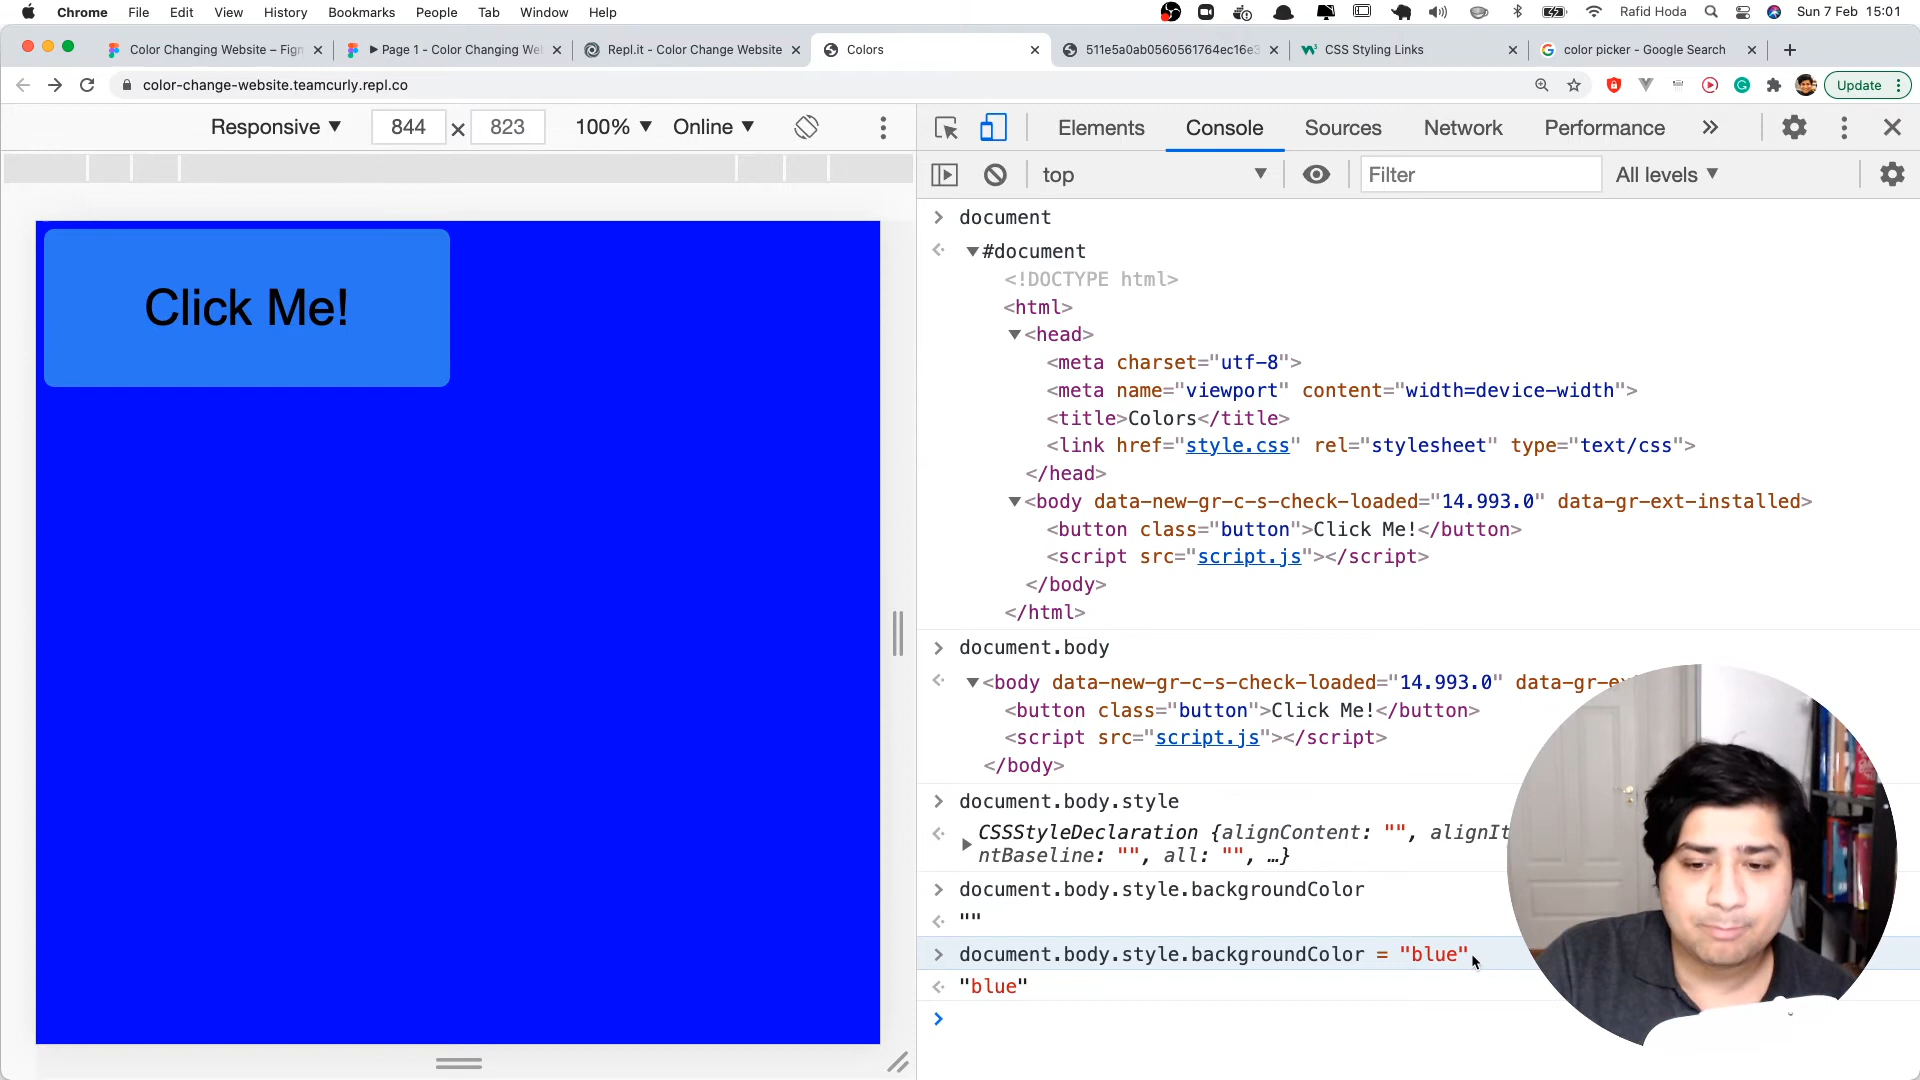 Chrome File Edit View History Bookmarks People Tab Window Help Rafid Hoda Sun 7 Feb 15:01
Color Changing Website – Figm
Page 1 - Color Changing We
Repl.it - Color Change Website
Colors
511e5a0ab0560561764ec16e3
CSS Styling Links
color picker - Google Search
color-change-website.teamcurly.repl.co
Update
Responsive 844 × 823 100% Online
Elements Console Sources Network Performance
top Filter All levels
Click Me!
document
#document
<!DOCTYPE html>
<html>
<head>
<meta charset="utf-8">
<meta name="viewport" content="width=device-width">
<title>Colors</title>
<link href="style.css" rel="stylesheet" type="text/css">
</head>
<body data-new-gr-c-s-check-loaded="14.993.0" data-gr-ext-installed>
<button class="button">Click Me!</button>
<script src="script.js"></script>
</body>
</html>
document.body
<body data-new-gr-c-s-check-loaded="14.993.0" data-gr-ex
<button class="button">Click Me!</button>
<script src="script.js"></script>
</body>
document.body.style
CSSStyleDeclaration {alignContent: "", alignIt
ntBaseline: "", all: "", …}
document.body.style.backgroundColor
""
document.body.style.backgroundColor = "blue"
"blue"